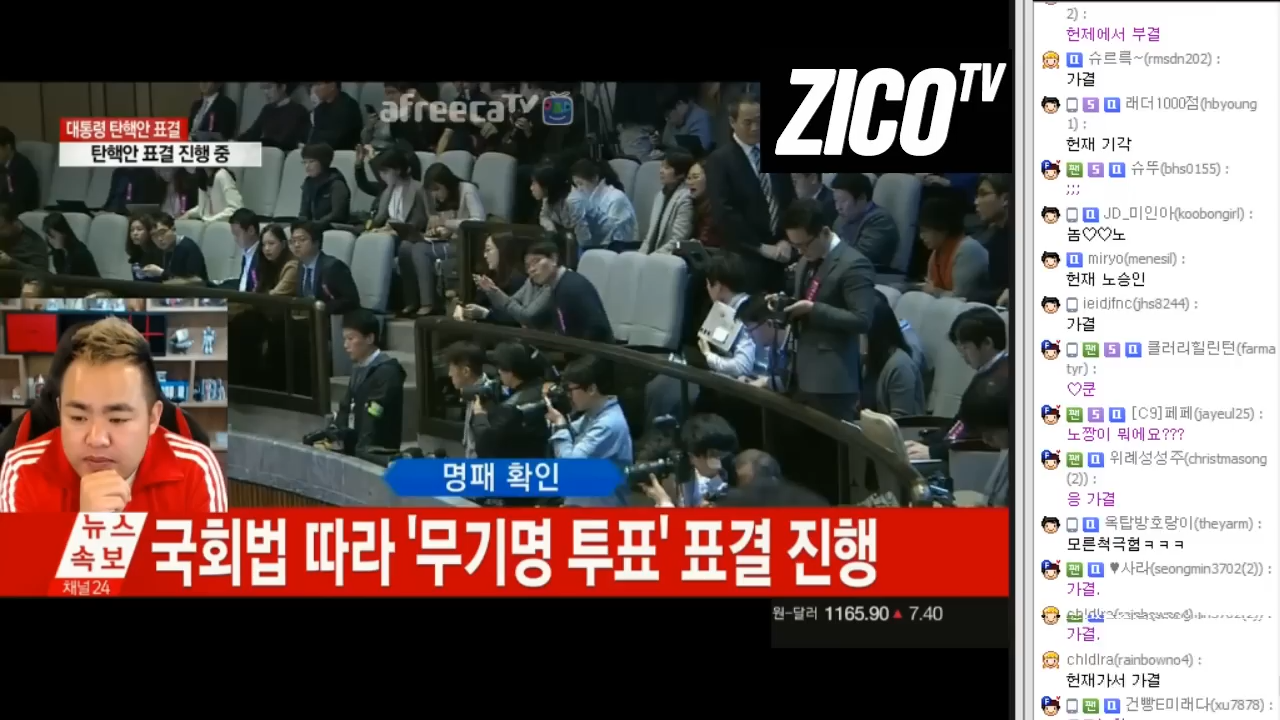 afreecaTV
ZICO TV
대통령 탄핵안 표결
탄핵안 표결 진행 중
명패 확인
뉴스
속보
국회법 따라 '무기명 투표' 표결 진행
채널24
원-달러 1165.90 ▲ 7.40
2) :
헌제에서 부결
슈르륵~(rmsdn202) :
가결
래더1000점(hbyoung
1) :
헌재 기각
슈뚜(bhs0155) :
;;;
JD_미인아(koobongirl) :
놈♡♡노
miryo(menesil) :
헌재 노승인
ieidjfnc(jhs8244) :
가결
클러리힐린턴(farma
tyr) :
♡쿤
[C9]페페(jayeul25) :
노짱이 뭐에요???
위례성성주(christmasong
(2)) :
응 가결
옥탑방호랑이(theyarm) :
모른척극혐ㅋㅋㅋ
♥사라(seongmin3702(2)) :
가결.
가결.
chldlra(rainbowno4) :
헌재가서 가결
건빵E미래다(xu7878) :